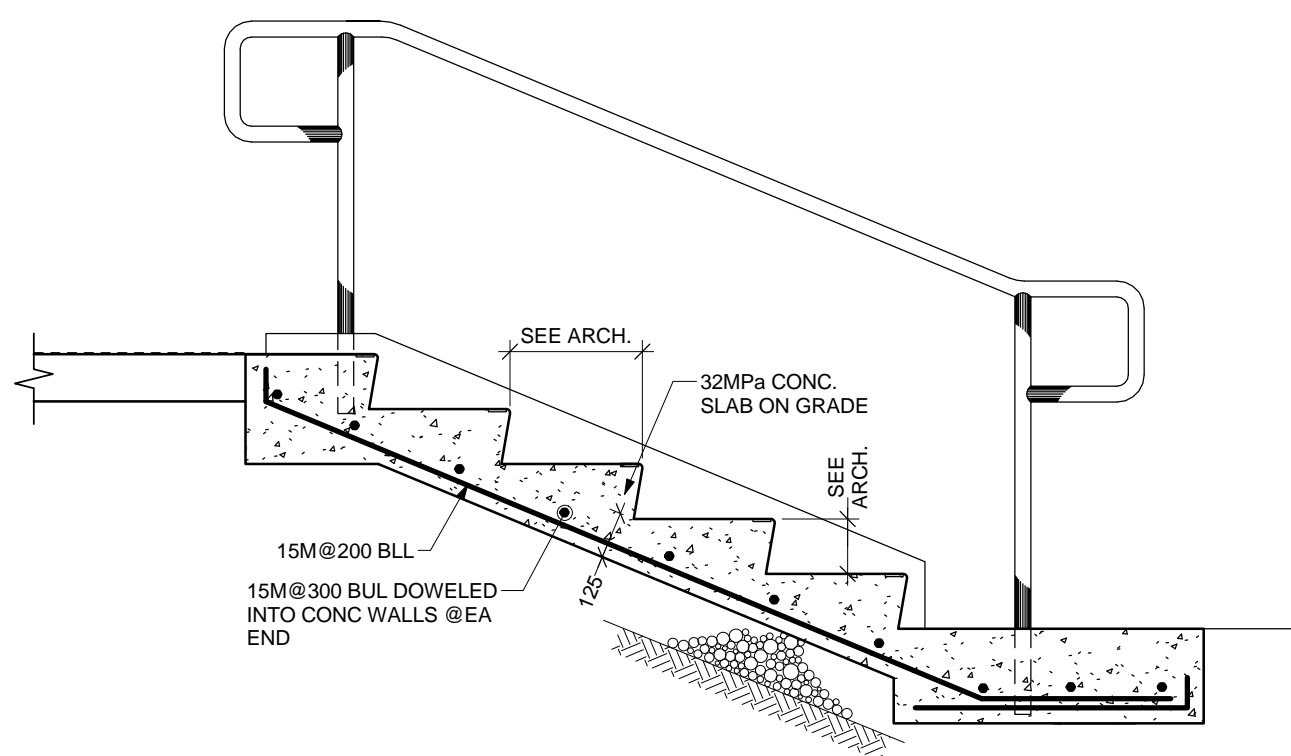 SEE ARCH.
32MPa CONC.
SLAB ON GRADE
SEE
ARCH.
15M@200 BLL
15M@300 BUL DOWELED
INTO CONC WALLS @EA
END
125